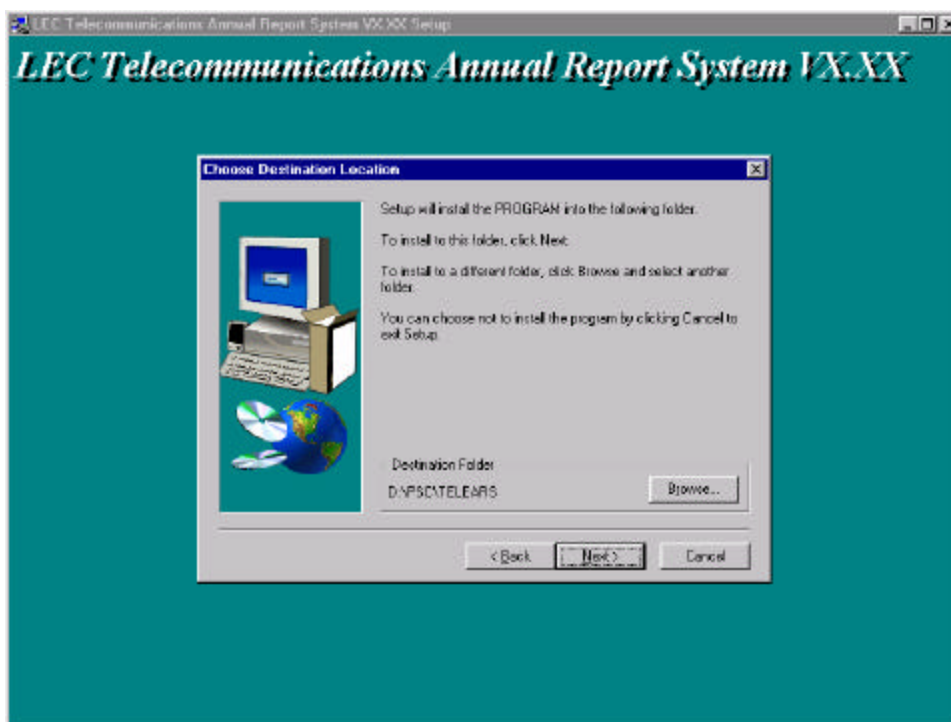 LEC Telecommunications Annual Report System VX.XX Setup
LEC Telecommunications Annual Report System VX.XX
Choose Destination Location
Setup will install the PROGRAM into the following folder.
To install to this folder, click Next.
To install to a different folder, click Browse and select another
folder.
You can choose not to install the program by clicking Cancel to
exit Setup.
Destination Folder
D:\PSC\TELEARS
Browse...
< Back
Next >
Cancel